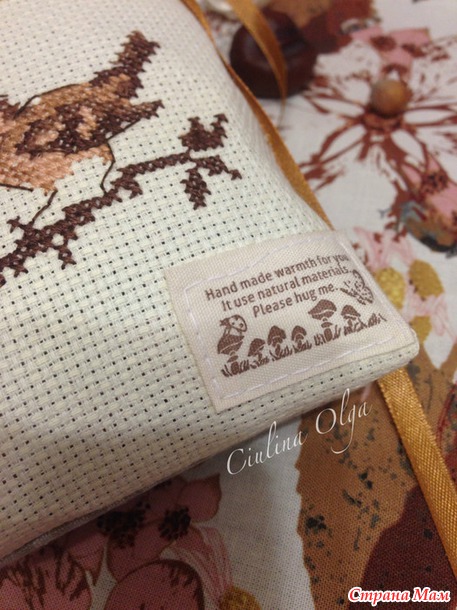 Hand made warmth for you.
It use natural materials.
Please hug me.
Ciulina Olga
Страна Мам